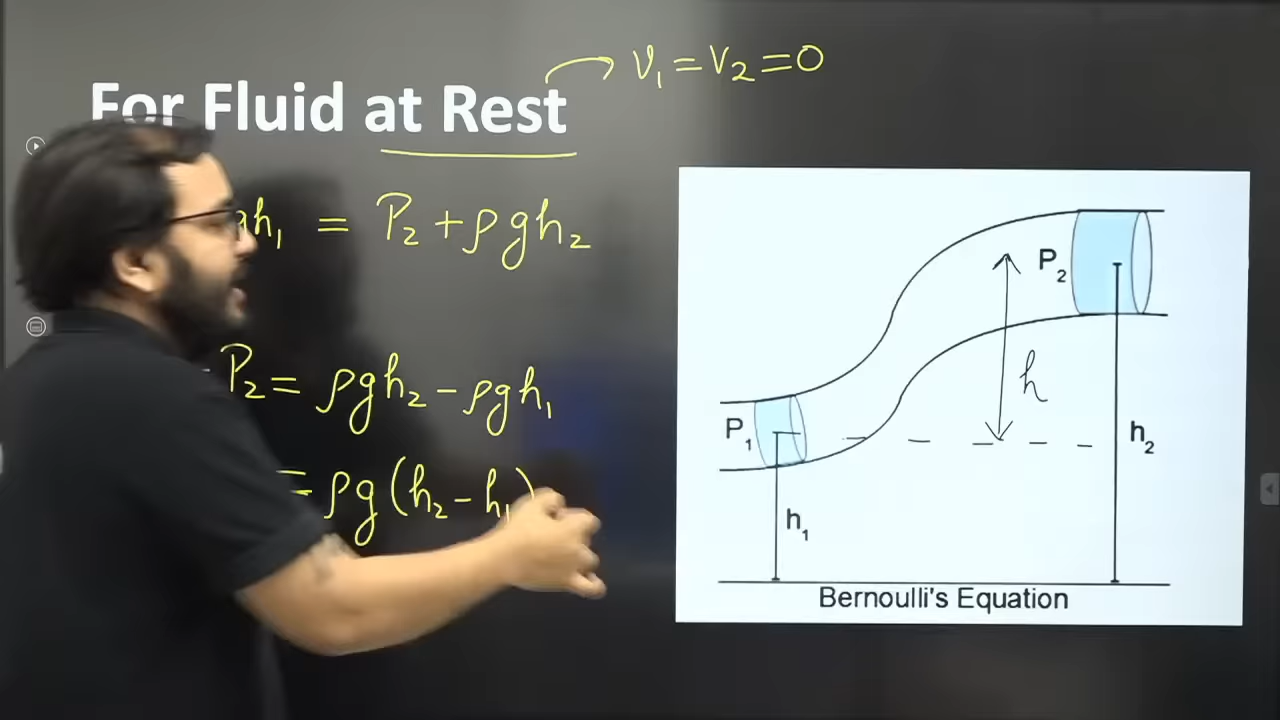 For Fluid at Rest → V₁ = V₂ = 0
gh₁ = P₂ + ρgh₂
P₂ = ρgh₂ – ρgh₁
= ρg(h₂ – h₁)
P₂
h
P₁
h₂
h₁
Bernoulli's Equation